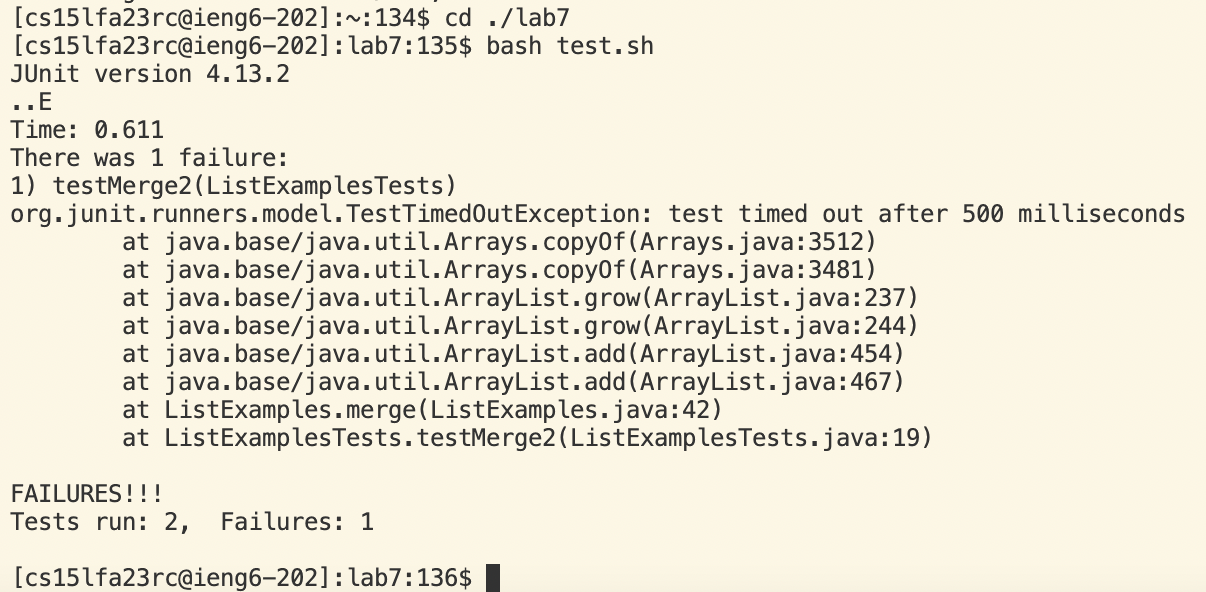 [cs15lfa23rc@ieng6-202]:~:134$ cd ./lab7
[cs15lfa23rc@ieng6-202]:lab7:135$ bash test.sh
JUnit version 4.13.2
..E
Time: 0.611
There was 1 failure:
1) testMerge2(ListExamplesTests)
org.junit.runners.model.TestTimedOutException: test timed out after 500 milliseconds
        at java.base/java.util.Arrays.copyOf(Arrays.java:3512)
        at java.base/java.util.Arrays.copyOf(Arrays.java:3481)
        at java.base/java.util.ArrayList.grow(ArrayList.java:237)
        at java.base/java.util.ArrayList.grow(ArrayList.java:244)
        at java.base/java.util.ArrayList.add(ArrayList.java:454)
        at java.base/java.util.ArrayList.add(ArrayList.java:467)
        at ListExamples.merge(ListExamples.java:42)
        at ListExamplesTests.testMerge2(ListExamplesTests.java:19)

FAILURES!!!
Tests run: 2,  Failures: 1

[cs15lfa23rc@ieng6-202]:lab7:136$